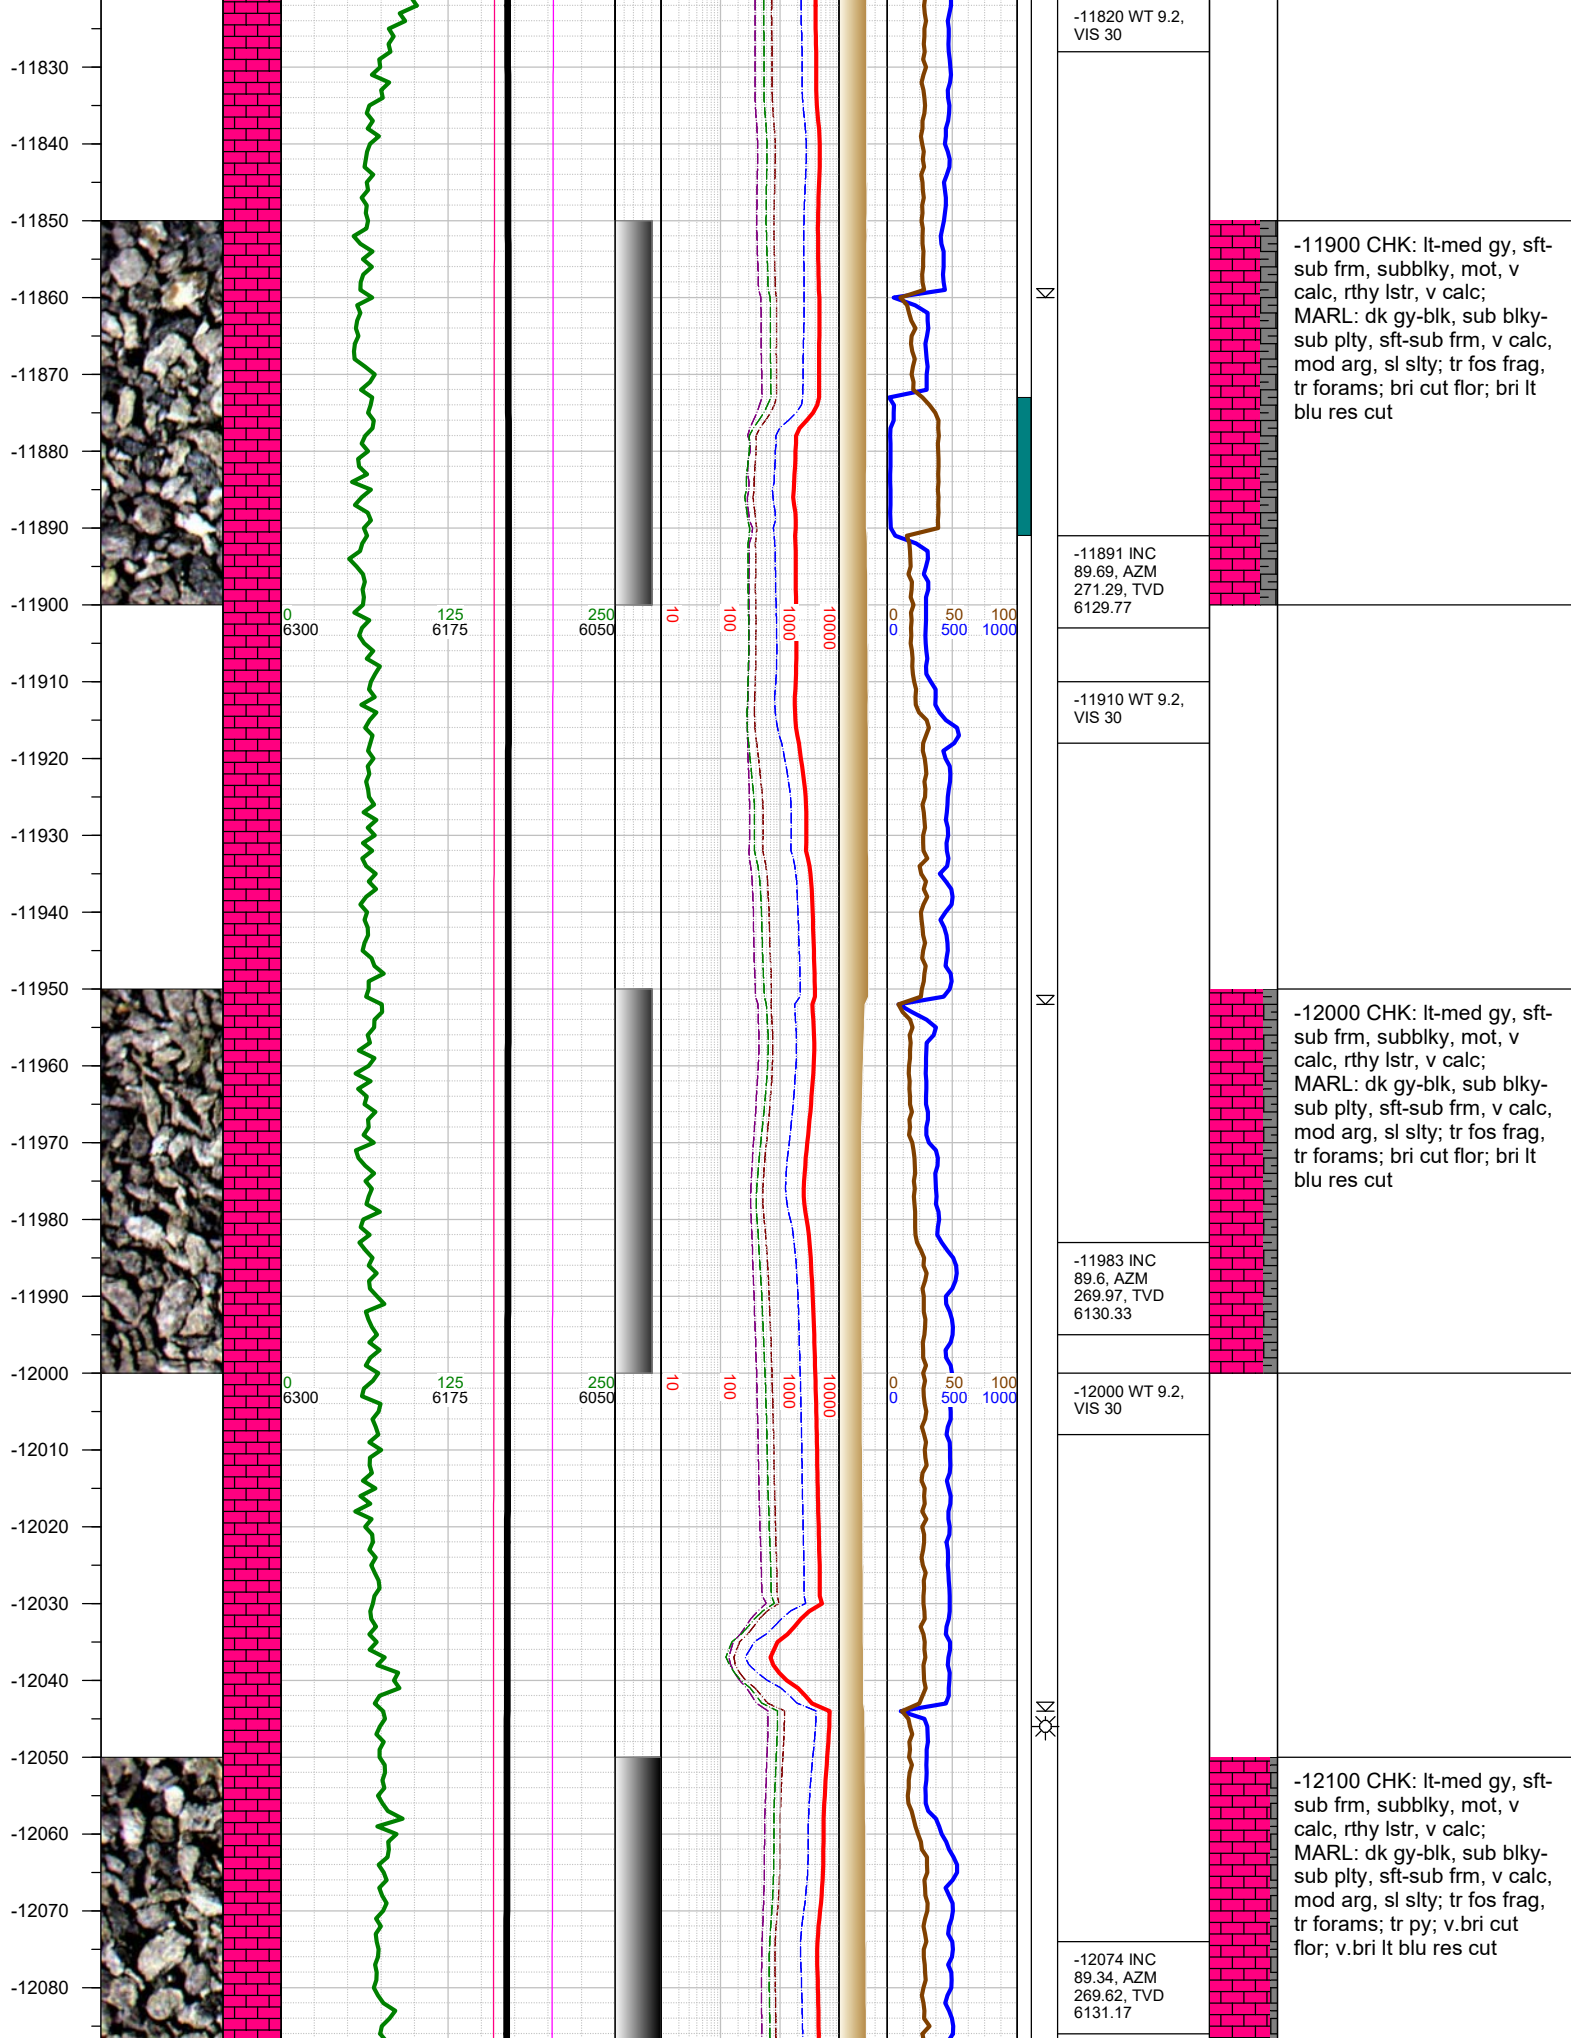 -11820 WT 9.2,
VIS 30
-11830
-11840
-11850
-11900 CHK: lt-med gy, sft-
sub frm, subblky, mot, v
calc, rthy lstr, v calc;
MARL: dk gy-blk, sub blky-
sub plty, sft-sub frm, v calc,
mod arg, sl slty; tr fos frag,
tr forams; bri cut flor; bri lt
blu res cut
-11860
-11870
-11880
-11890
-11891 INC
89.69, AZM
271.29, TVD
6129.77
-11900
0 125 250 10 100 1000 10000 0 50 100
6300 6175 6050 0 500 1000
-11910
-11910 WT 9.2,
VIS 30
-11920
-11930
-11940
-11950
-12000 CHK: lt-med gy, sft-
sub frm, subblky, mot, v
calc, rthy lstr, v calc;
MARL: dk gy-blk, sub blky-
sub plty, sft-sub frm, v calc,
mod arg, sl slty; tr fos frag,
tr forams; bri cut flor; bri lt
blu res cut
-11960
-11970
-11980
-11983 INC
89.6, AZM
269.97, TVD
6130.33
-11990
-12000
0 125 250 10 100 1000 10000 0 50 100
6300 6175 6050 0 500 1000
-12000 WT 9.2,
VIS 30
-12010
-12020
-12030
-12040
-12050
-12100 CHK: lt-med gy, sft-
sub frm, subblky, mot, v
calc, rthy lstr, v calc;
MARL: dk gy-blk, sub blky-
sub plty, sft-sub frm, v calc,
mod arg, sl slty; tr fos frag,
tr forams; tr py; v.bri cut
flor; v.bri lt blu res cut
-12060
-12070
-12074 INC
89.34, AZM
269.62, TVD
6131.17
-12080